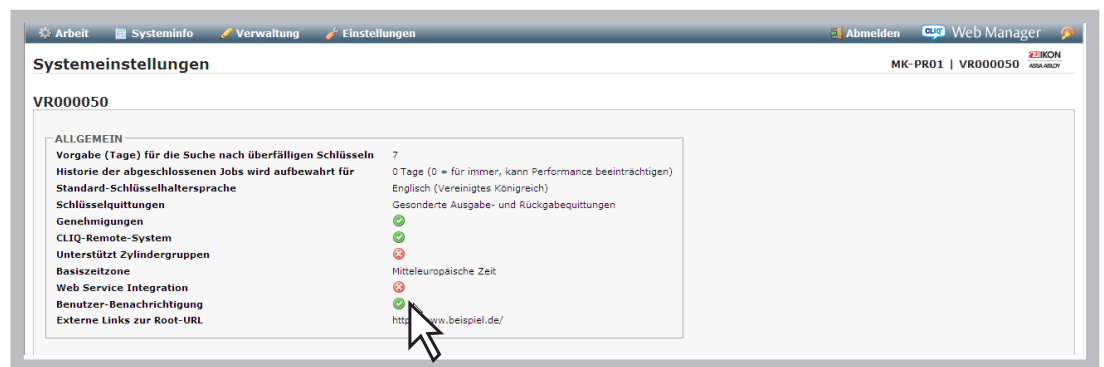 Arbeit Systeminfo Verwaltung Einstellungen Abmelden CLIQ Web Manager
Systemeinstellungen MK-PR01 | VR000050 IKON
ASSA ABLOY
VR000050
ALLGEMEIN
Vorgabe (Tage) für die Suche nach überfälligen Schlüsseln 7
Historie der abgeschlossenen Jobs wird aufbewahrt für 0 Tage (0 = für immer, kann Performance beeinträchtigen)
Standard-Schlüsselhaltersprache Englisch (Vereinigtes Königreich)
Schlüsselquittungen Gesonderte Ausgabe- und Rückgabequittungen
Genehmigungen
CLIQ-Remote-System
Unterstützt Zylindergruppen
Basiszeitzone Mitteleuropäische Zeit
Web Service Integration
Benutzer-Benachrichtigung
Externe Links zur Root-URL http www.beispiel.de/